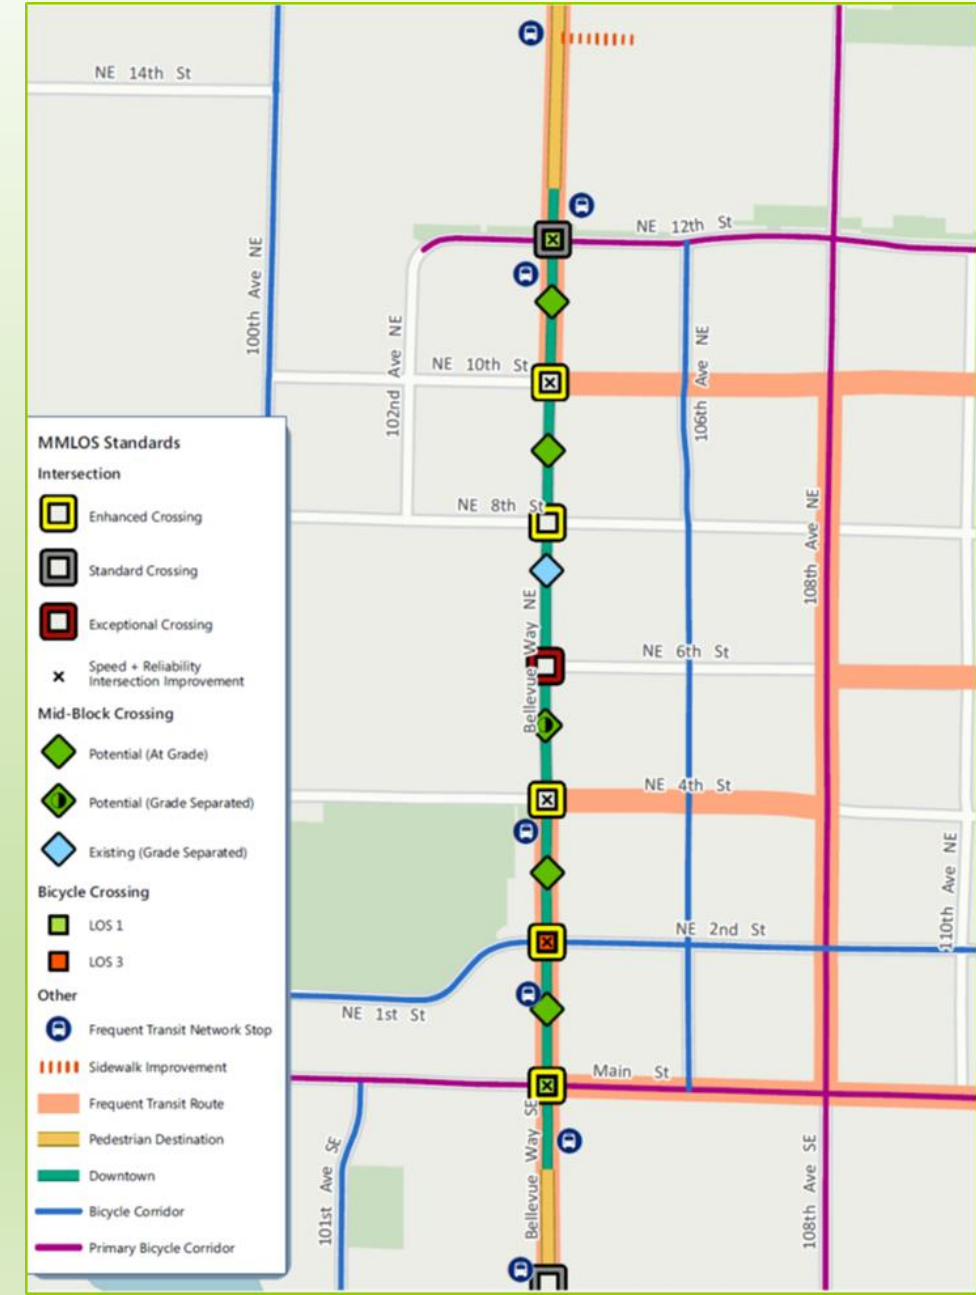 NE 14th St
NE 12th St
100th Ave NE
102nd Ave NE
NE 10th St
106th Ave NE
NE 8th St
108th Ave NE
Bellevue Way NE
NE 6th St
NE 4th St
110th Ave NE
NE 2nd St
NE 1st St
Main St
Bellevue Way SE
101st Ave SE
108th Ave SE
MMLOS Standards
Intersection
Enhanced Crossing
Standard Crossing
Exceptional Crossing
Speed + Reliability
Intersection Improvement
Mid-Block Crossing
Potential (At Grade)
Potential (Grade Separated)
Existing (Grade Separated)
Bicycle Crossing
LOS 1
LOS 3
Other
Frequent Transit Network Stop
Sidewalk Improvement
Frequent Transit Route
Pedestrian Destination
Downtown
Bicycle Corridor
Primary Bicycle Corridor